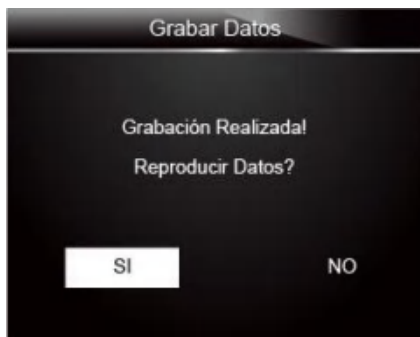 Grabar Datos
Grabación Realizada!
Reproducir Datos?
SI NO